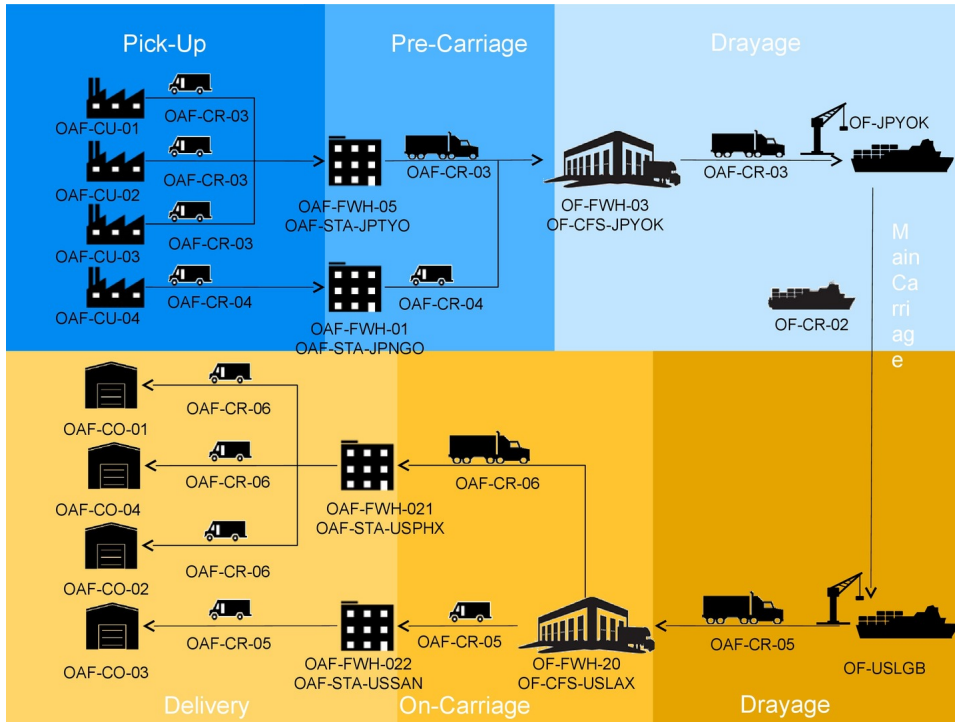 Pick-Up
Pre-Carriage
Drayage
OAF-CU-01
OAF-CR-03
OAF-CU-02
OAF-CR-03
OAF-CU-03
OAF-CR-03
OAF-CU-04
OAF-CR-04
OAF-FWH-05
OAF-STA-JPTYO
OAF-CR-03
OAF-FWH-01
OAF-STA-JPNGO
OAF-CR-04
OF-FWH-03
OF-CFS-JPYOK
OAF-CR-03
OF-JPYOK
M
ain
Ca
rri
ag
e
OF-CR-02
OAF-CO-01
OAF-CR-06
OAF-CO-04
OAF-CR-06
OAF-CO-02
OAF-CR-06
OAF-CO-03
OAF-CR-05
OAF-FWH-021
OAF-STA-USPHX
OAF-CR-06
OAF-FWH-022
OAF-STA-USSAN
OAF-CR-05
OF-FWH-20
OF-CFS-USLAX
OAF-CR-05
OF-USLGB
Delivery
On-Carriage
Drayage